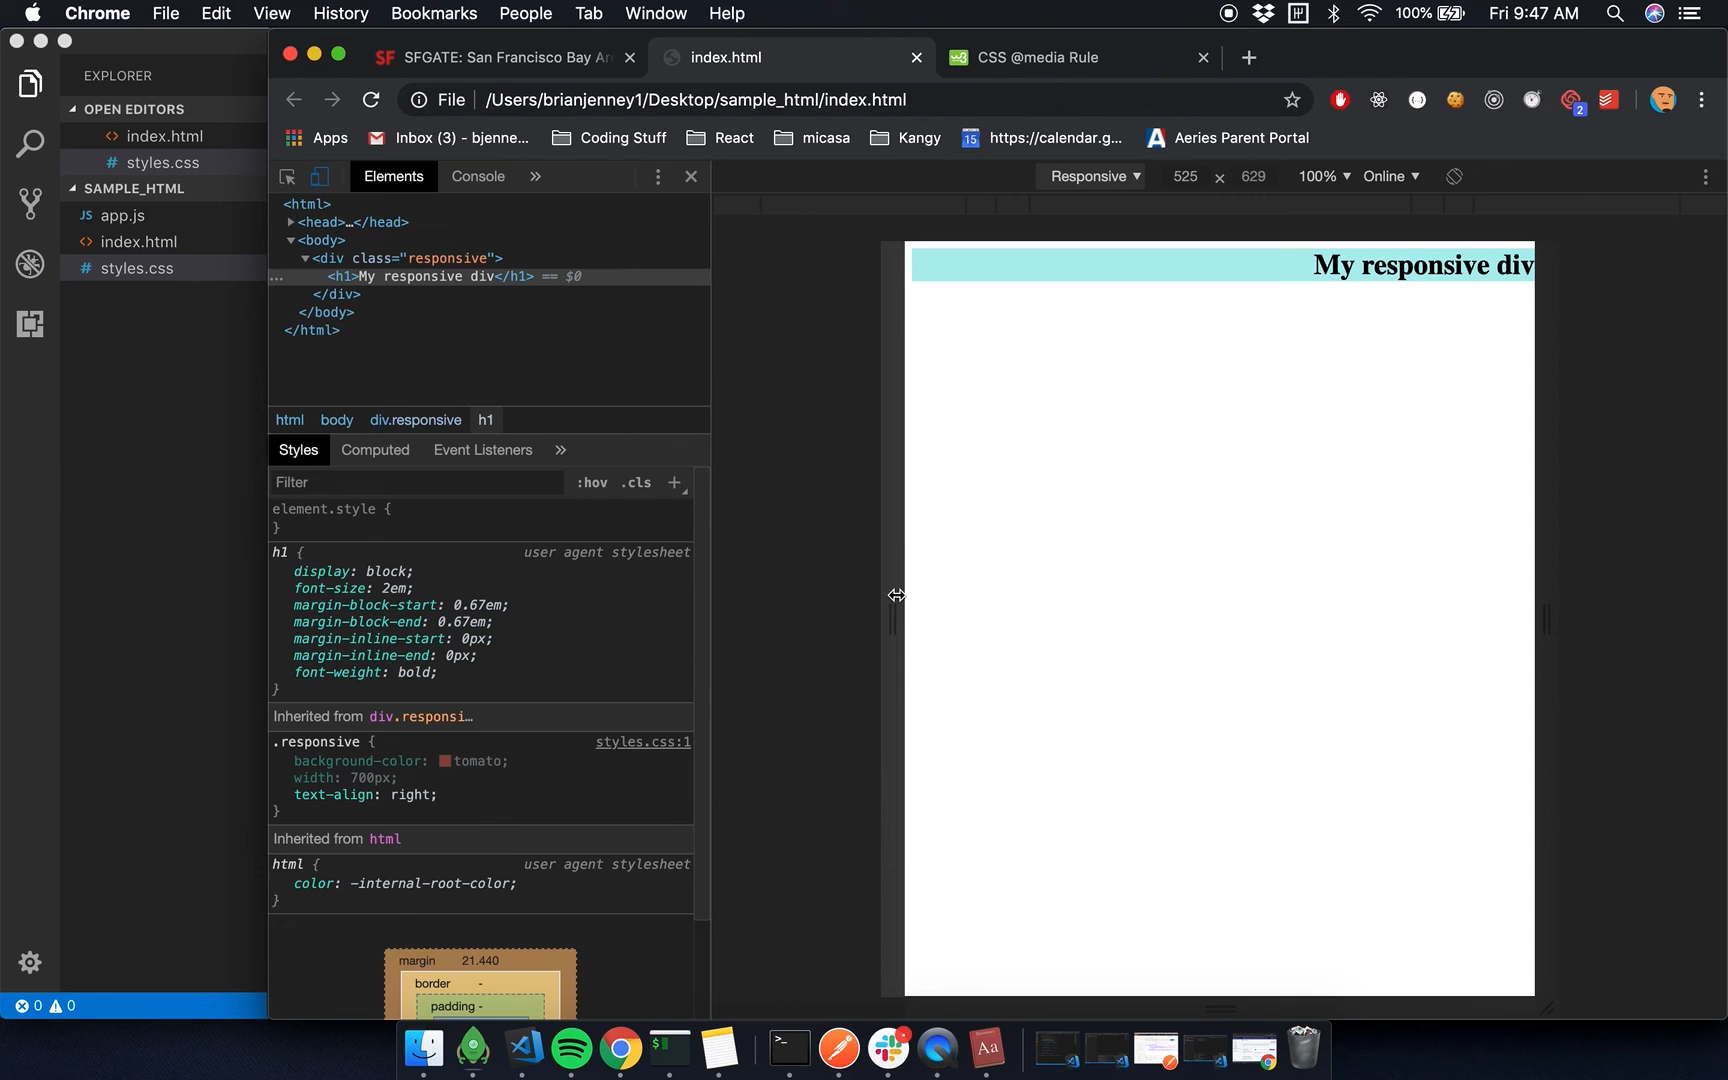 Chrome File Edit View History Bookmarks People Tab Window Help 100% Fri 9:47 AM
SFGATE: San Francisco Bay Are
index.html
CSS @media Rule
EXPLORER
OPEN EDITORS
index.html
styles.css
SAMPLE_HTML
JS app.js
index.html
styles.css
File /Users/brianjenney1/Desktop/sample_html/index.html
2
Apps Inbox (3) - bjenne... Coding Stuff React micasa Kangy 15 https://calendar.g... Aeries Parent Portal
Elements Console »
Responsive ▼ 525 × 629 100% ▼ Online ▼
<html>
▶<head>…</head>
▼<body>
▼<div class="responsive">
... <h1>My responsive div</h1> == $0
</div>
</body>
</html>
My responsive div
html body div.responsive h1
Styles Computed Event Listeners »
Filter :hov .cls +
element.style {
}
h1 { user agent stylesheet
display: block;
font-size: 2em;
margin-block-start: 0.67em;
margin-block-end: 0.67em;
margin-inline-start: 0px;
margin-inline-end: 0px;
font-weight: bold;
}
Inherited from div.responsi…
.responsive { styles.css:1
background-color: tomato;
width: 700px;
text-align: right;
}
Inherited from html
html { user agent stylesheet
color: -internal-root-color;
}
margin 21.440
border -
padding -
0 0
$
>_
Aa